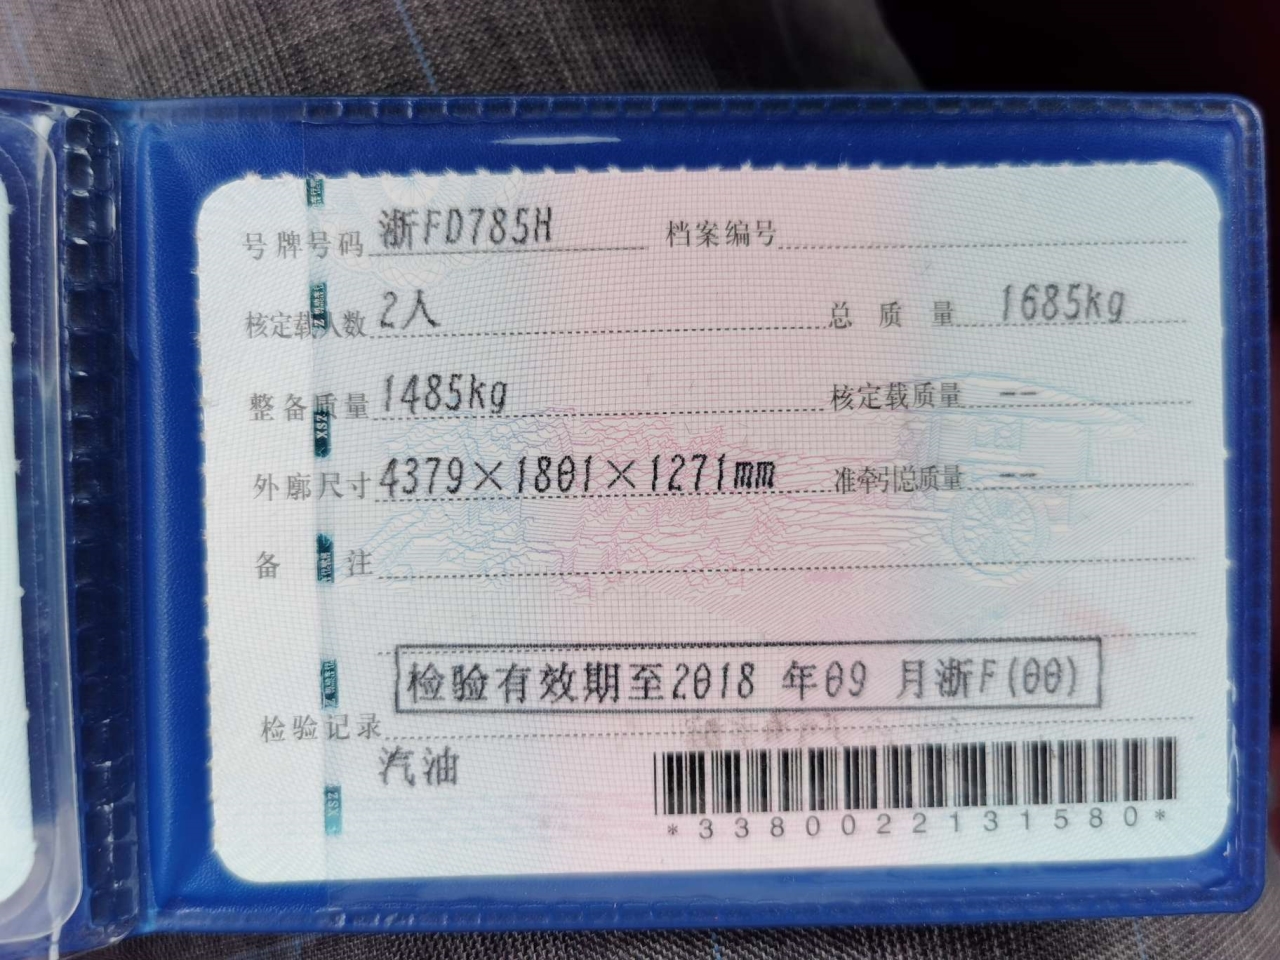 号牌号码 浙FD785H 档案编号
核定载人数 2人 总质量 1685kg
整备质量 1485kg 核定载质量 --
外廓尺寸 4379×1801×1271mm 准牵引总质量 --
备注
检验有效期至2018 年09 月浙F(00)
检验记录
汽油
*3380022131580*
XSZ
XSZ